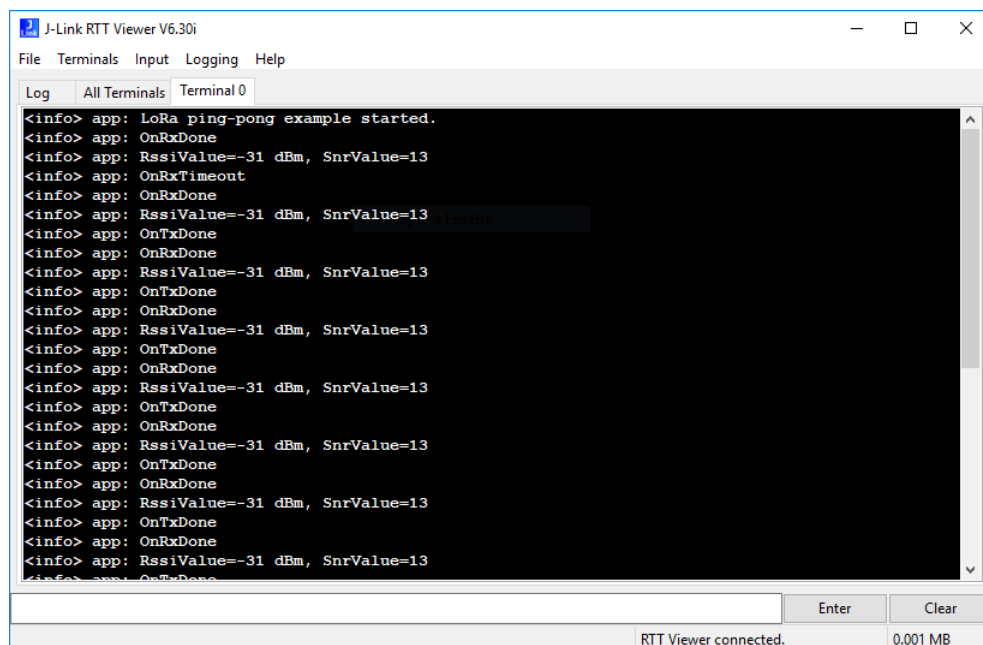 J-Link RTT Viewer V6.30i
File Terminals Input Logging Help
Log All Terminals Terminal 0
<info> app: LoRa ping-pong example started.
<info> app: OnRxDone
<info> app: RssiValue=-31 dBm, SnrValue=13
<info> app: OnRxTimeout
<info> app: OnRxDone
<info> app: RssiValue=-31 dBm, SnrValue=13
<info> app: OnTxDone
<info> app: OnRxDone
<info> app: RssiValue=-31 dBm, SnrValue=13
<info> app: OnTxDone
<info> app: OnRxDone
<info> app: RssiValue=-31 dBm, SnrValue=13
<info> app: OnTxDone
<info> app: OnRxDone
<info> app: RssiValue=-31 dBm, SnrValue=13
<info> app: OnTxDone
<info> app: OnRxDone
<info> app: RssiValue=-31 dBm, SnrValue=13
<info> app: OnTxDone
<info> app: OnRxDone
<info> app: RssiValue=-31 dBm, SnrValue=13
<info> app: OnTxDone
<info> app: OnRxDone
<info> app: RssiValue=-31 dBm, SnrValue=13
<info> app: OnTxDone
Enter Clear
RTT Viewer connected. 0.001 MB